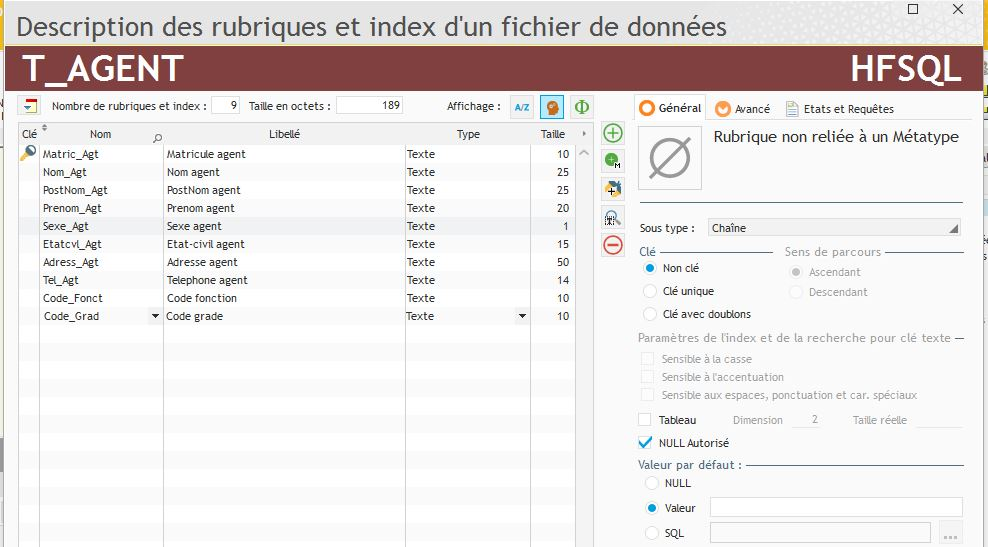 Description des rubriques et index d'un fichier de données
T_AGENT HFSQL
Nombre de rubriques et index : 9 Taille en octets : 189 Affichage : A/Z Φ
Clé Nom Libellé Type Taille
Matric_Agt Matricule agent Texte 10
Nom_Agt Nom agent Texte 25
PostNom_Agt PostNom agent Texte 25
Prenom_Agt Prenom agent Texte 20
Sexe_Agt Sexe agent Texte 1
Etatcvl_Agt Etat-civil agent Texte 15
Adress_Agt Adresse agent Texte 50
Tel_Agt Telephone agent Texte 14
Code_Fonct Code fonction Texte 10
Code_Grad Code grade Texte 10
M
Général Avancé Etats et Requêtes
Rubrique non reliée à un Métatype
Sous type : Chaîne
Clé Sens de parcours
Non clé Ascendant
Clé unique Descendant
Clé avec doublons
Paramètres de l'index et de la recherche pour clé texte
Sensible à la casse
Sensible à l'accentuation
Sensible aux espaces, ponctuation et car. spéciaux
Tableau Dimension 2 Taille réelle
NULL Autorisé
Valeur par défaut :
NULL
Valeur
SQL ...